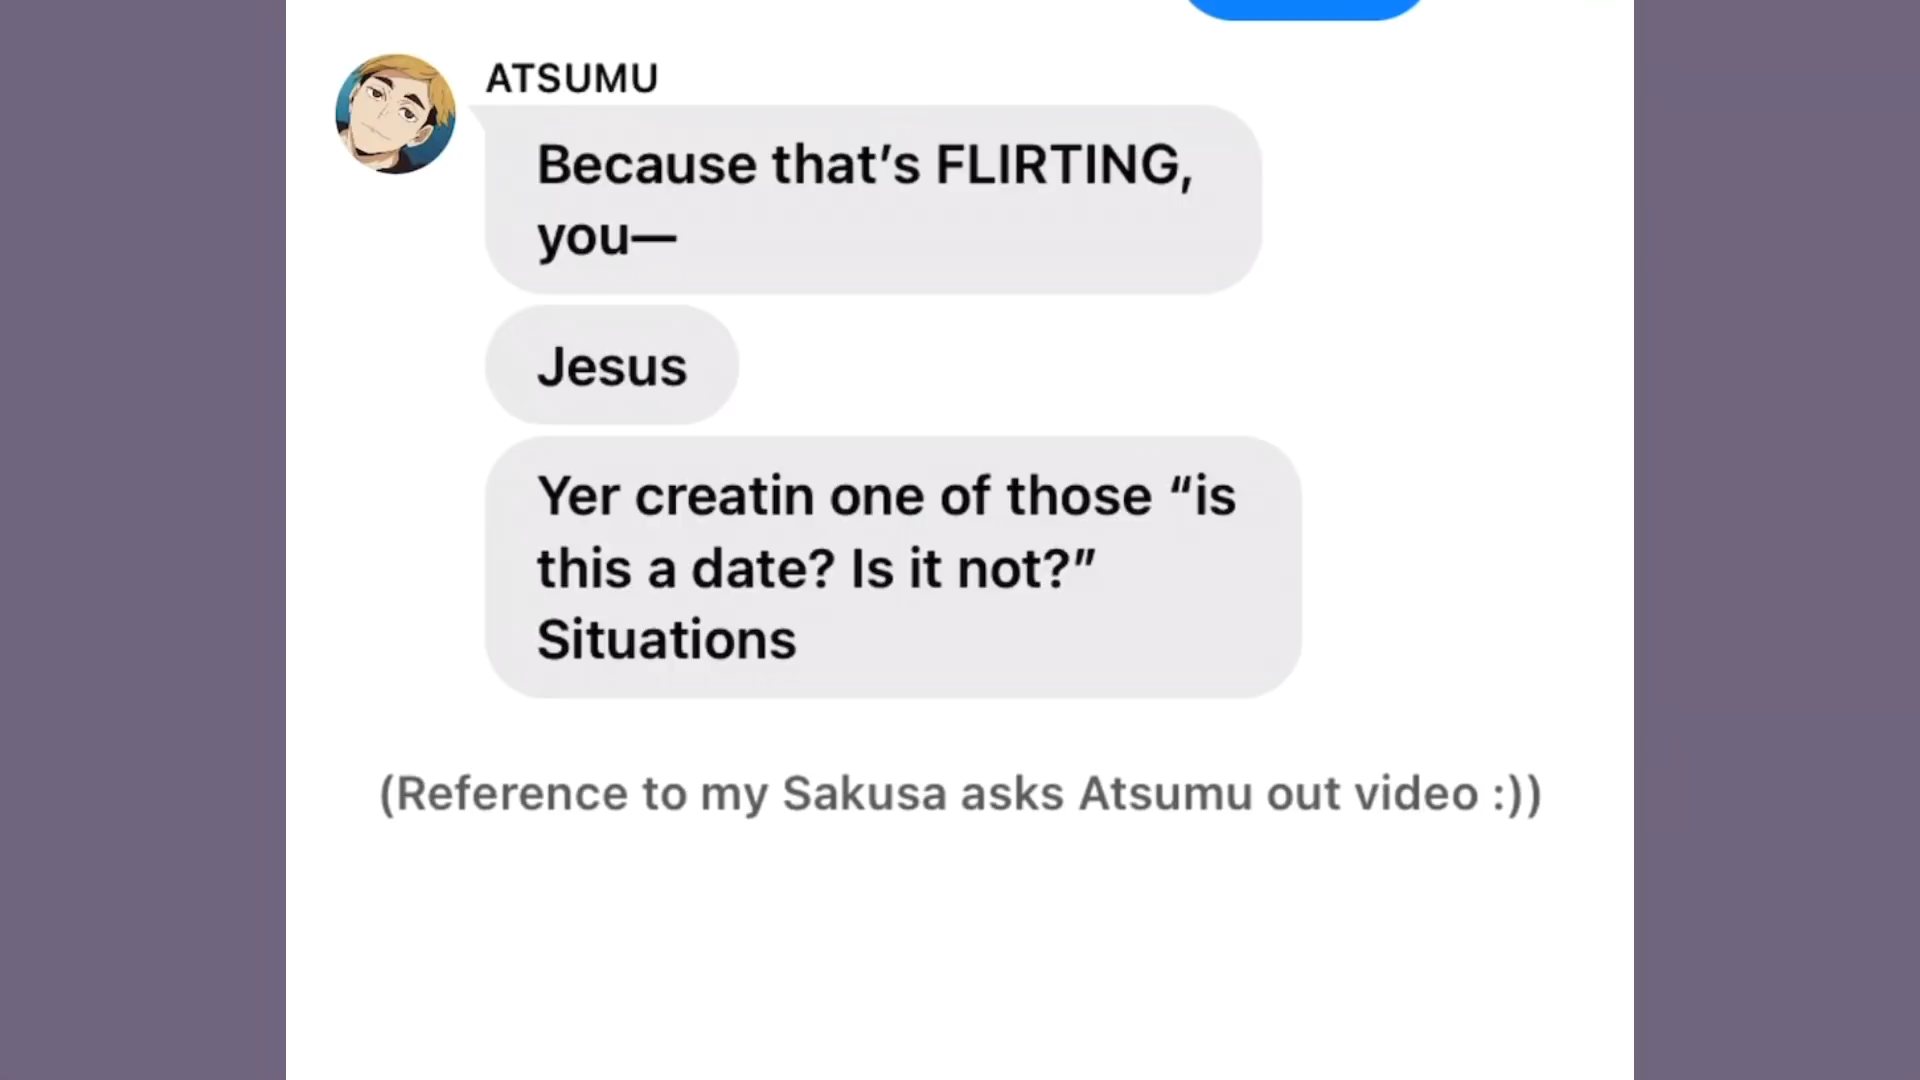 ATSUMU
Because that’s FLIRTING,
you—
Jesus
Yer creatin one of those “is
this a date? Is it not?”
Situations
(Reference to my Sakusa asks Atsumu out video :))